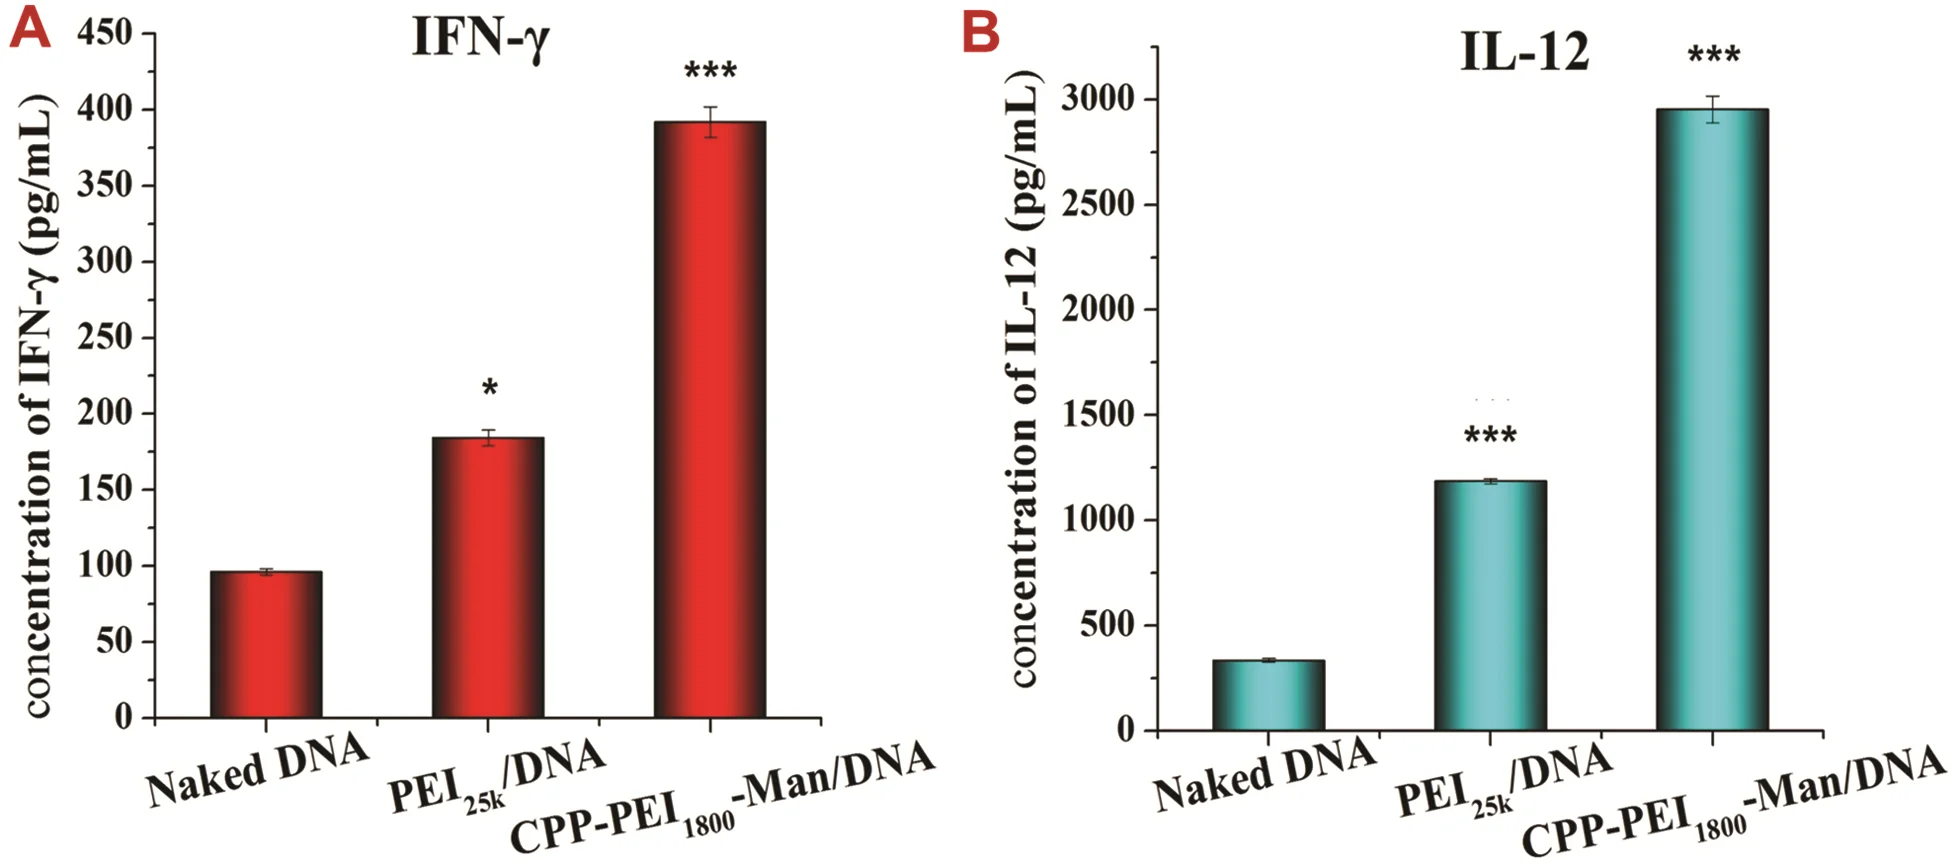 A
IFN-γ
concentration of IFN-γ (pg/mL)
450
400
350
300
250
200
150
100
50
0
*
***
Naked DNA
PEI25k/DNA
CPP-PEI1800-Man/DNA
B
IL-12
concentration of IL-12 (pg/mL)
3000
2500
2000
1500
1000
500
0
***
***
Naked DNA
PEI25k/DNA
CPP-PEI1800-Man/DNA